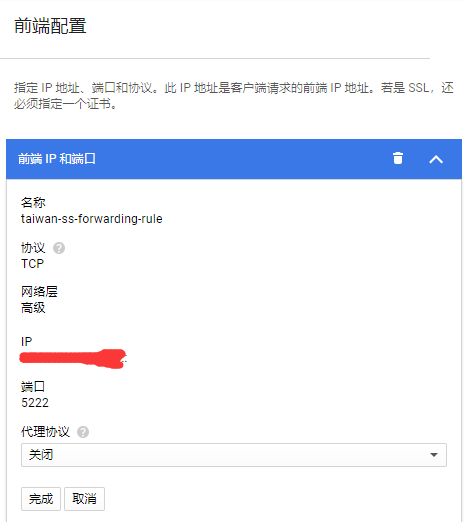 前端配置
指定 IP 地址、端口和协议。此 IP 地址是客户端请求的前端 IP 地址。若是 SSL，还
必须指定一个证书。
前端 IP 和端口
名称
taiwan-ss-forwarding-rule
协议 ?
TCP
网络层
高级
IP
端口
5222
代理协议 ?
关闭
完成 取消